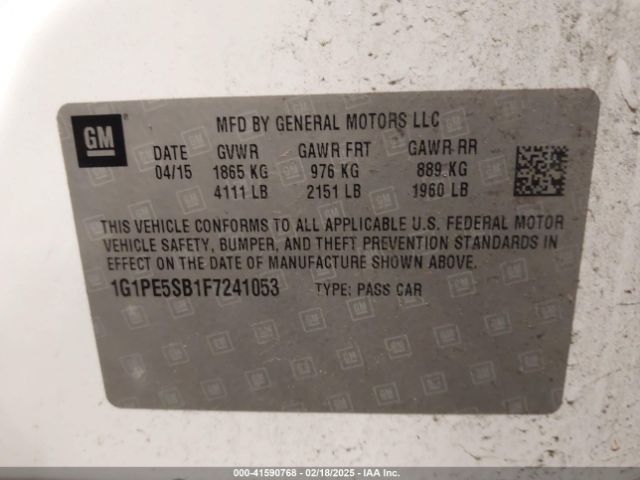 GM
MFD BY GENERAL MOTORS LLC
DATE GVWR GAWR FRT GAWR RR
04/15 1865 KG 976 KG 889 KG
4111 LB 2151 LB 1960 LB
THIS VEHICLE CONFORMS TO ALL APPLICABLE U.S. FEDERAL MOTOR
VEHICLE SAFETY, BUMPER, AND THEFT PREVENTION STANDARDS IN
EFFECT ON THE DATE OF MANUFACTURE SHOWN ABOVE.
1G1PE5SB1F7241053 TYPE: PASS CAR
000-41590768 | 02/18/2025 - IAAI.COM